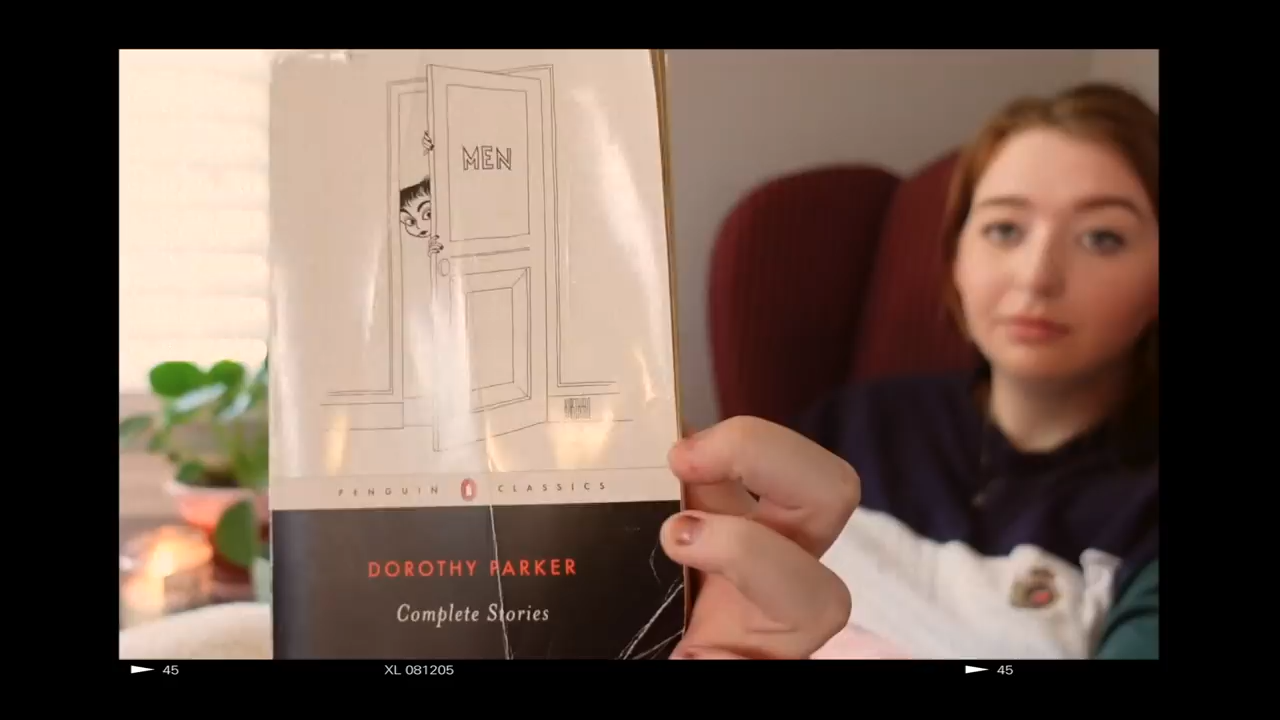 MEN
PENGUIN CLASSICS
DOROTHY PARKER
Complete Stories
45 XL 081205 45